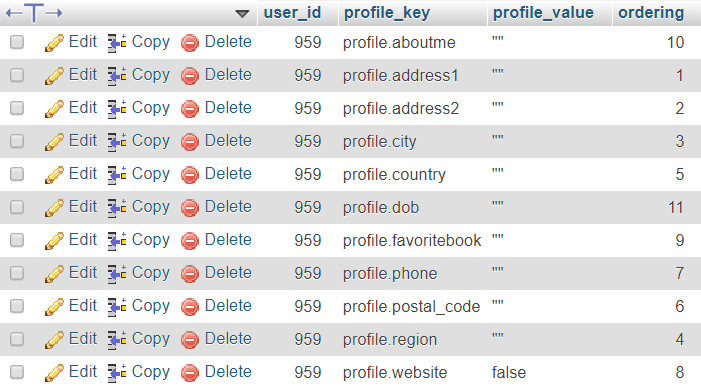 user_id profile_key profile_value ordering
Edit Copy Delete 959 profile.aboutme "" 10
Edit Copy Delete 959 profile.address1 "" 1
Edit Copy Delete 959 profile.address2 "" 2
Edit Copy Delete 959 profile.city "" 3
Edit Copy Delete 959 profile.country "" 5
Edit Copy Delete 959 profile.dob "" 11
Edit Copy Delete 959 profile.favoritebook "" 9
Edit Copy Delete 959 profile.phone "" 7
Edit Copy Delete 959 profile.postal_code "" 6
Edit Copy Delete 959 profile.region "" 4
Edit Copy Delete 959 profile.website false 8